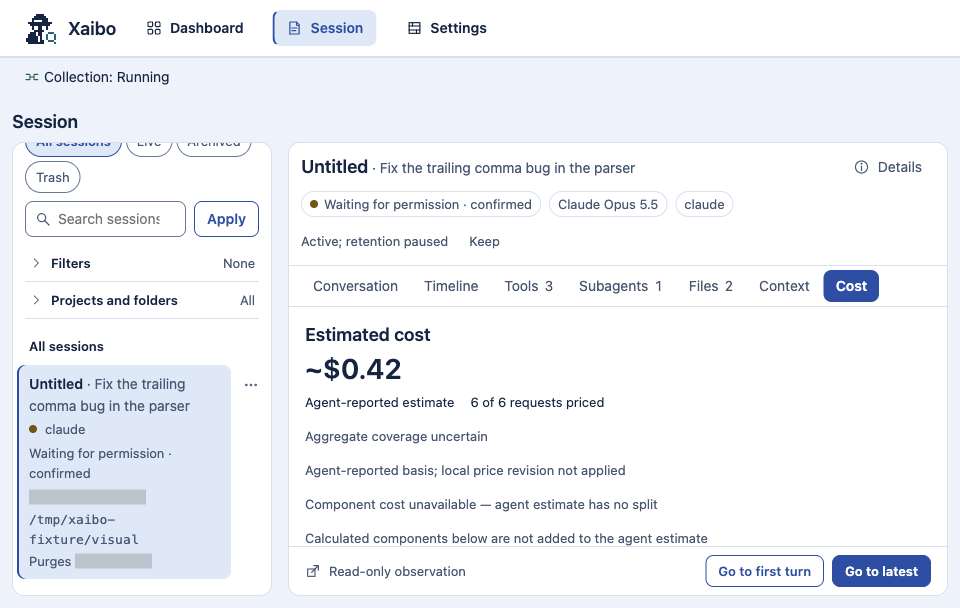 Xaibo
Dashboard
Session
Settings
Collection: Running
Session
All sessions
Live
Archived
Trash
Search sessions
Apply
Filters
None
Projects and folders
All
All sessions
Untitled · Fix the trailing
comma bug in the parser
claude
Waiting for permission ·
confirmed
/tmp/xaibo-
fixture/visual
Purges
Untitled · Fix the trailing comma bug in the parser
Details
Waiting for permission · confirmed
Claude Opus 5.5
claude
Active; retention paused
Keep
Conversation
Timeline
Tools 3
Subagents 1
Files 2
Context
Cost
Estimated cost
~$0.42
Agent-reported estimate
6 of 6 requests priced
Aggregate coverage uncertain
Agent-reported basis; local price revision not applied
Component cost unavailable — agent estimate has no split
Calculated components below are not added to the agent estimate
Read-only observation
Go to first turn
Go to latest